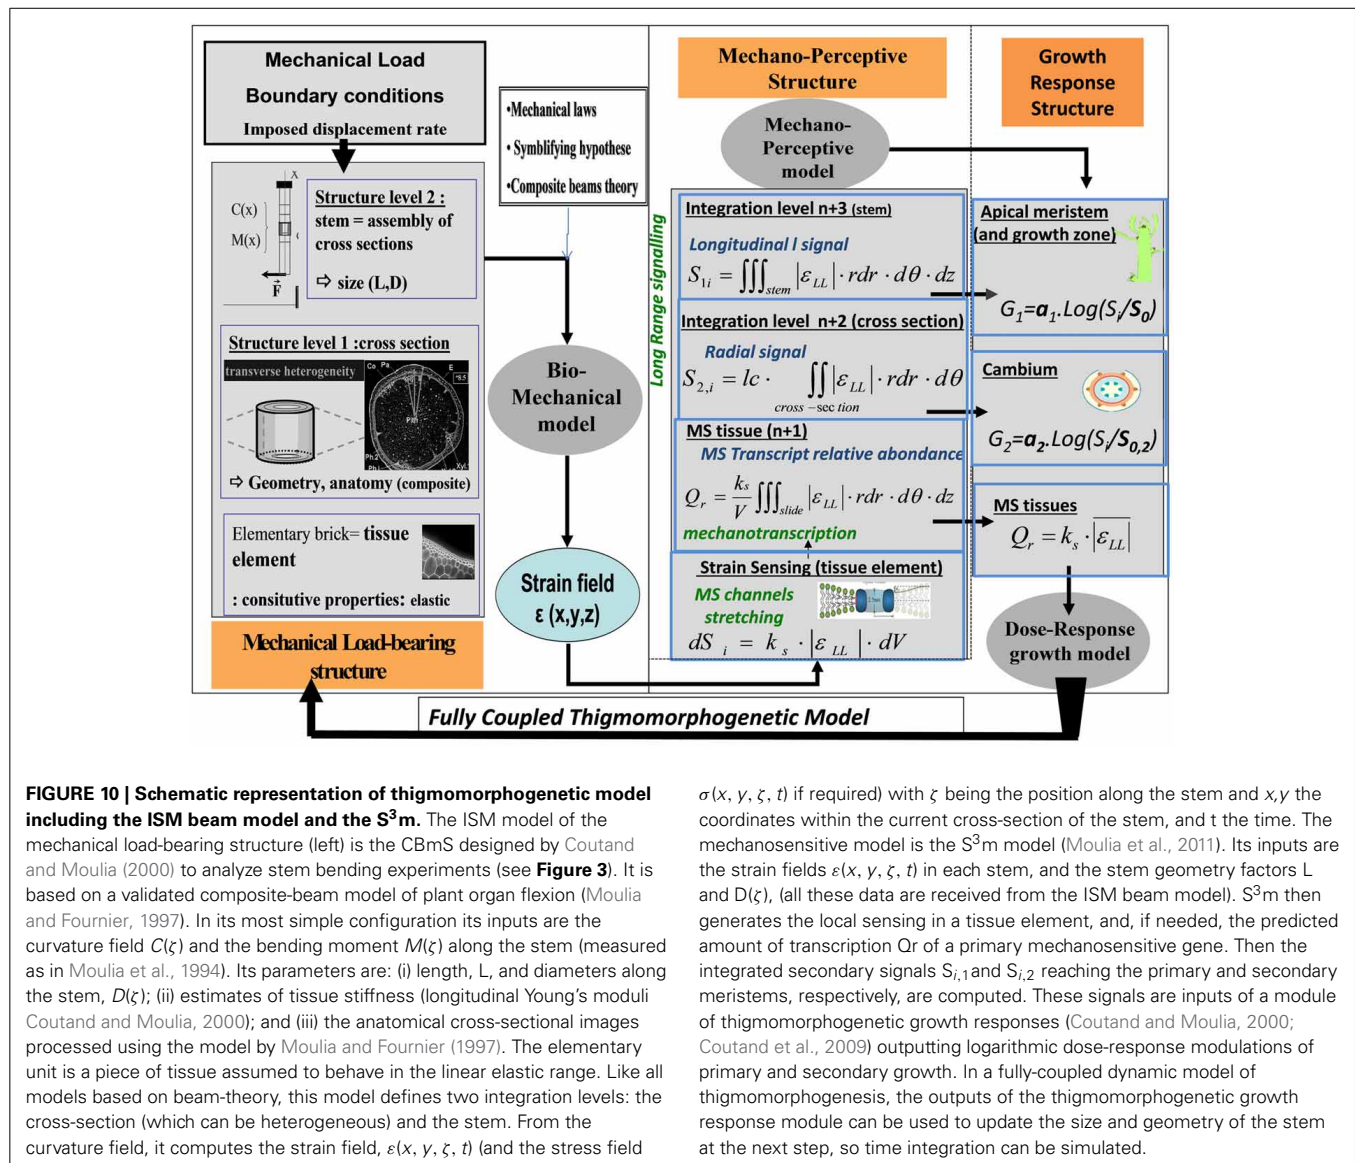 Mechanical Load
Boundary conditions
Imposed displacement rate
X
C(x)
M(x)
F
Structure level 2 :
stem = assembly of
cross sections
⇨ size (L,D)
Structure level 1 :cross section
transverse heterogeneity
Co Pa
E
Ph2
Xyl
⇨ Geometry, anatomy (composite)
Elementary brick= tissue
element
: consitutive properties: elastic
Mechanical Load-bearing
structure
•Mechanical laws
• Symblifying hypothese
•Composite beams theory
Bio-
Mechanical
model
Strain field
ε (x,y,z)
Mechano-Perceptive
Structure
Mechano-
Perceptive
model
Long Range signalling
Integration level n+3 (stem)
Longitudinal l signal
S1i = ∭stem |εLL| · rdr · dθ · dz
Integration level n+2 (cross section)
Radial signal
S2,i = lc · ∬ |εLL| · rdr · dθ
cross –sec tion
MS tissue (n+1)
MS Transcript relative abondance
Qr = ks/V ∭slide |εLL| · rdr · dθ · dz
mechanotranscription
Strain Sensing (tissue element)
MS channels
stretching
dS i = k s · |ε LL| · dV
Growth
Response
Structure
Apical meristem
(and growth zone)
G1=a1.Log(Si/S0)
Cambium
G2=a2.Log(Si/S0,2)
MS tissues
Qr = ks · |εLL|
Dose-Response
growth model
Fully Coupled Thigmomorphogenetic Model
FIGURE 10 | Schematic representation of thigmomorphogenetic model
including the ISM beam model and the S³m. The ISM model of the
mechanical load-bearing structure (left) is the CBmS designed by Coutand
and Moulia (2000) to analyze stem bending experiments (see Figure 3). It is
based on a validated composite-beam model of plant organ flexion (Moulia
and Fournier, 1997). In its most simple configuration its inputs are the
curvature field C(ζ) and the bending moment M(ζ) along the stem (measured
as in Moulia et al., 1994). Its parameters are: (i) length, L, and diameters along
the stem, D(ζ); (ii) estimates of tissue stiffness (longitudinal Young's moduli
Coutand and Moulia, 2000); and (iii) the anatomical cross-sectional images
processed using the model by Moulia and Fournier (1997). The elementary
unit is a piece of tissue assumed to behave in the linear elastic range. Like all
models based on beam-theory, this model defines two integration levels: the
cross-section (which can be heterogeneous) and the stem. From the
curvature field, it computes the strain field, ε(x, y, ζ, t) (and the stress field
σ(x, y, ζ, t) if required) with ζ being the position along the stem and x,y the
coordinates within the current cross-section of the stem, and t the time. The
mechanosensitive model is the S³m model (Moulia et al., 2011). Its inputs are
the strain fields ε(x, y, ζ, t) in each stem, and the stem geometry factors L
and D(ζ), (all these data are received from the ISM beam model). S³m then
generates the local sensing in a tissue element, and, if needed, the predicted
amount of transcription Qr of a primary mechanosensitive gene. Then the
integrated secondary signals Si,1and Si,2 reaching the primary and secondary
meristems, respectively, are computed. These signals are inputs of a module
of thigmomorphogenetic growth responses (Coutand and Moulia, 2000;
Coutand et al., 2009) outputting logarithmic dose-response modulations of
primary and secondary growth. In a fully-coupled dynamic model of
thigmomorphogenesis, the outputs of the thigmomorphogenetic growth
response module can be used to update the size and geometry of the stem
at the next step, so time integration can be simulated.